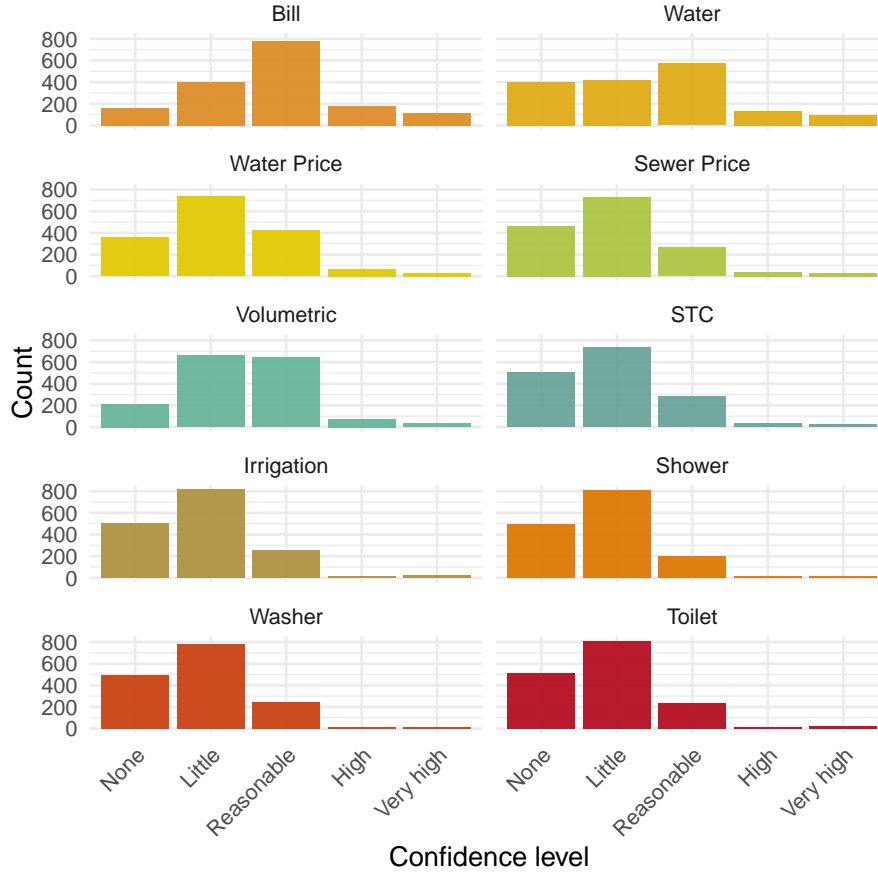 Bill
Water
800
600
400
200
0
Water Price
Sewer Price
800
600
400
200
0
Volumetric
STC
800
600
400
200
0
Irrigation
Shower
800
600
400
200
0
Washer
Toilet
800
600
400
200
0
Count
None
Little
Reasonable
High
Very high
None
Little
Reasonable
High
Very high
Confidence level